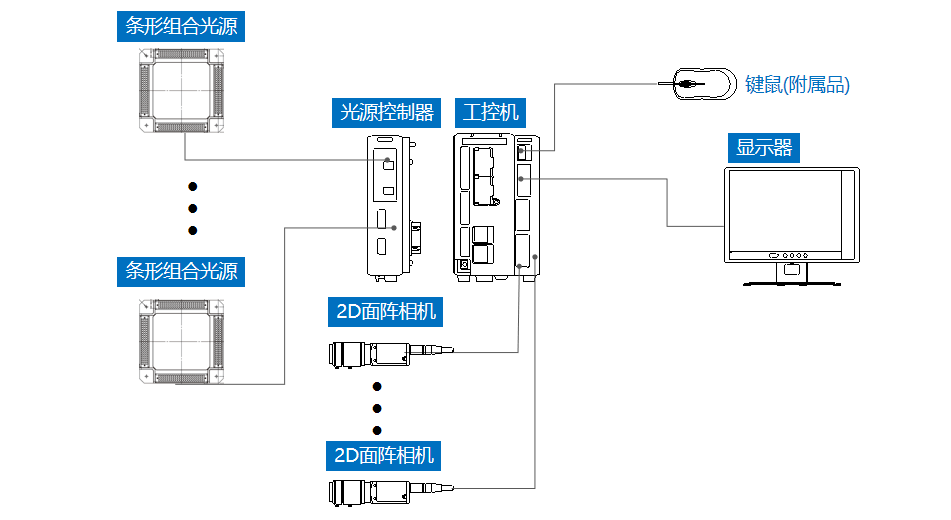 条形组合光源
光源控制器
工控机
键鼠(附属品)
显示器
条形组合光源
2D面阵相机
2D面阵相机